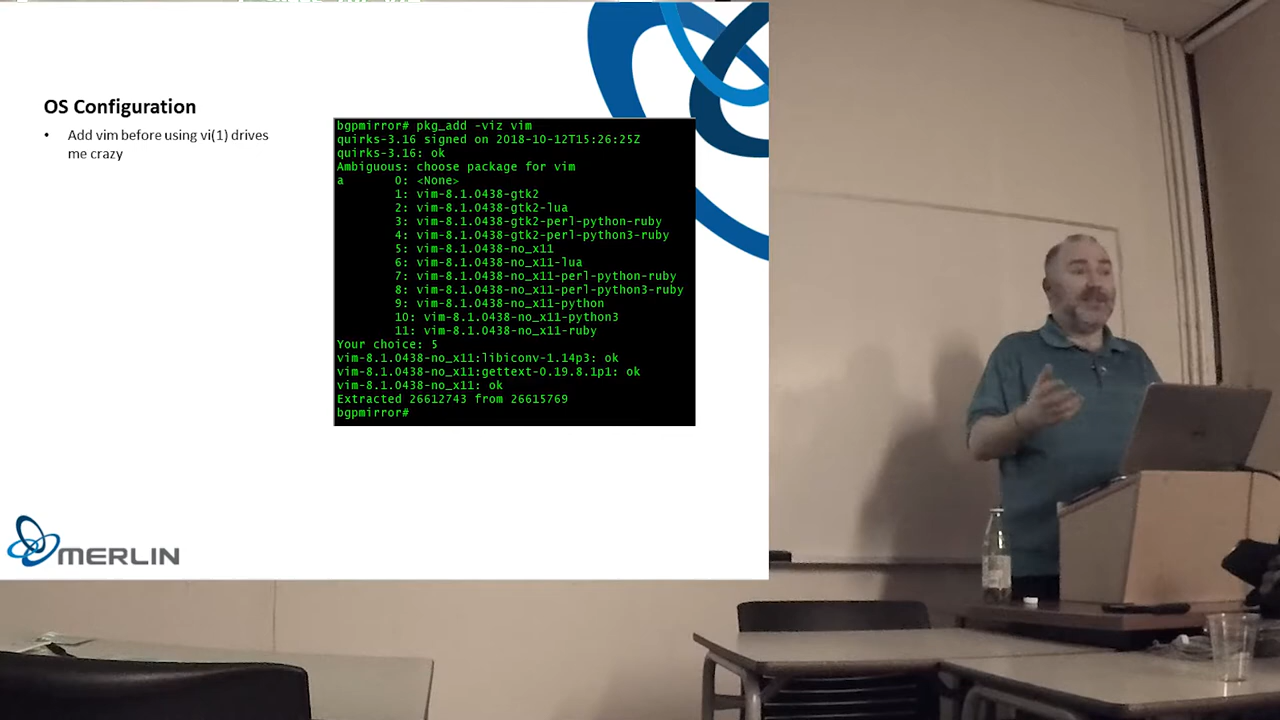 OS Configuration
• Add vim before using vi(1) drives
me crazy
bgpmirror# pkg_add -viz vim
quirks-3.16 signed on 2018-10-12T15:26:25Z
quirks-3.16: ok
Ambiguous: choose package for vim
a 0: <None>
1: vim-8.1.0438-gtk2
2: vim-8.1.0438-gtk2-lua
3: vim-8.1.0438-gtk2-perl-python-ruby
4: vim-8.1.0438-gtk2-perl-python3-ruby
5: vim-8.1.0438-no_x11
6: vim-8.1.0438-no_x11-lua
7: vim-8.1.0438-no_x11-perl-python-ruby
8: vim-8.1.0438-no_x11-perl-python3-ruby
9: vim-8.1.0438-no_x11-python
10: vim-8.1.0438-no_x11-python3
11: vim-8.1.0438-no_x11-ruby
Your choice: 5
vim-8.1.0438-no_x11:libiconv-1.14p3: ok
vim-8.1.0438-no_x11:gettext-0.19.8.1p1: ok
vim-8.1.0438-no_x11: ok
Extracted 26612743 from 26615769
bgpmirror#
MERLIN